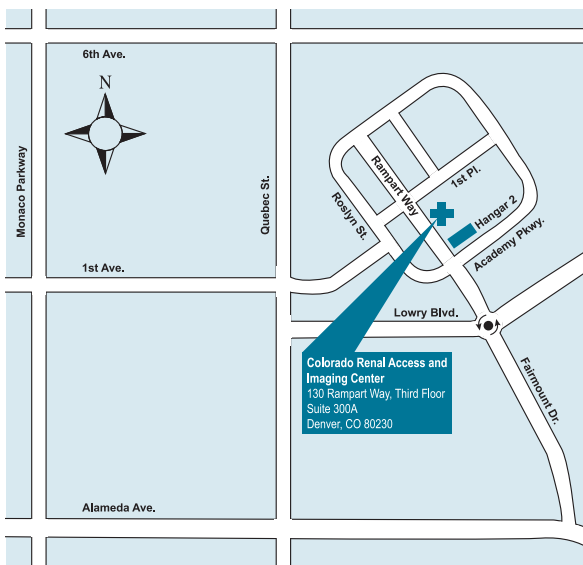 6th Ave.
N
Monaco Parkway
Quebec St.
Rampart Way
1st Pl.
Roslyn St.
Hangar 2
Academy Pkwy.
1st Ave.
Lowry Blvd.
Colorado Renal Access and
Imaging Center
130 Rampart Way, Third Floor
Suite 300A
Denver, CO 80230
Fairmount Dr.
Alameda Ave.